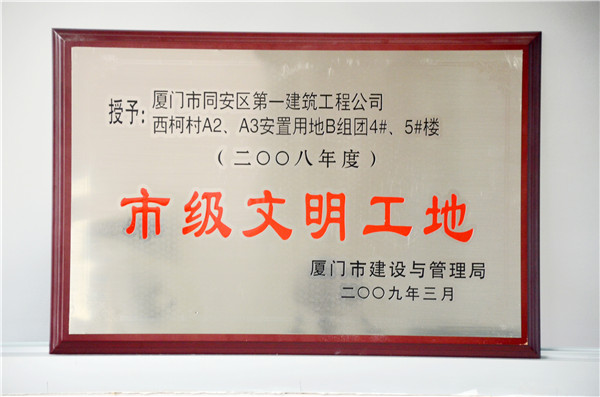 授予:
厦门市同安区第一建筑工程公司
西柯村A2、A3安置用地B组团4#、5#楼
(二〇〇八年度)
市级文明工地
厦门市建设与管理局
二〇〇九年三月